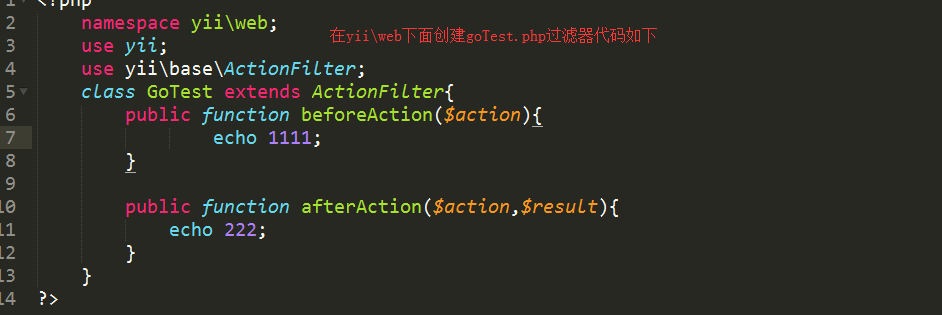 1 <?php
2 namespace yii\web; 在yii\web下面创建goTest.php过滤器代码如下
3 use yii;
4 use yii\base\ActionFilter;
5 class GoTest extends ActionFilter{
6 public function beforeAction($action){
7 echo 1111;
8 }
9
10 public function afterAction($action,$result){
11 echo 222;
12 }
13 }
14 ?>